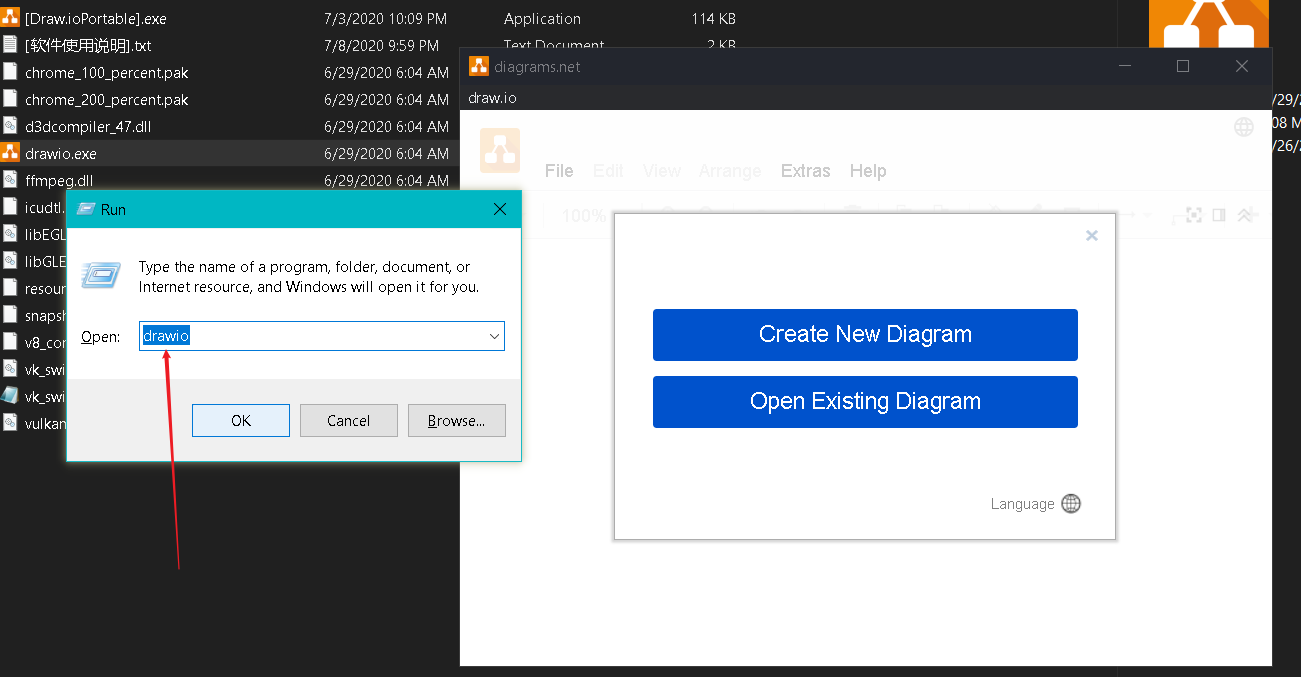 [Draw.ioPortable].exe 7/3/2020 10:09 PM Application 114 KB
[软件使用说明].txt 7/8/2020 9:59 PM Text Document 2 KB
chrome_100_percent.pak 6/29/2020 6:04 AM
chrome_200_percent.pak 6/29/2020 6:04 AM
d3dcompiler_47.dll 6/29/2020 6:04 AM
drawio.exe 6/29/2020 6:04 AM
ffmpeg.dll 6/29/2020 6:04 AM
icudtl.
libEGL
libGLE
resour
snapsh
v8_con
vk_swi
vk_swi
vulkan
/29/2
08 M
/26/2
diagrams.net
draw.io
File Edit View Arrange Extras Help
100%
Create New Diagram
Open Existing Diagram
Language
Run
Type the name of a program, folder, document, or
Internet resource, and Windows will open it for you.
Open: drawio
OK Cancel Browse...